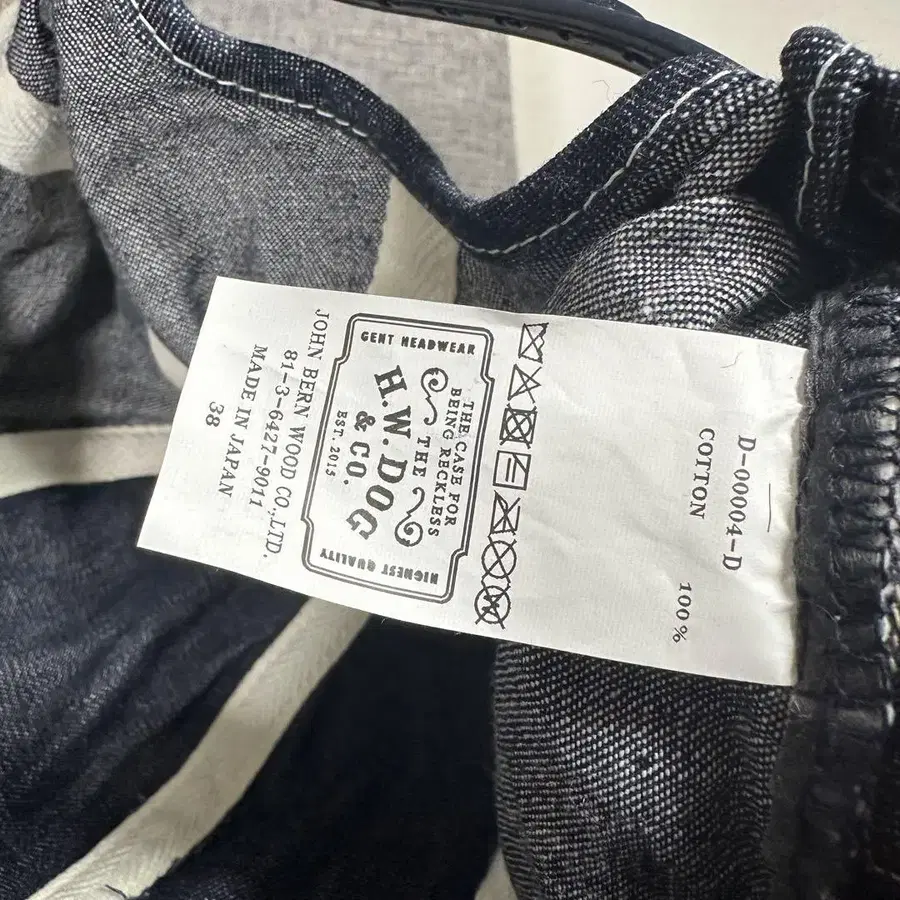 D-00004-D
COTTON 100%
GENT HEADWEAR
THE CASE FOR
BEING RECKLESS
THE
H.W.DOG
& CO.
EST. 2015
HIGHEST QUALITY
JOHN BERN WOOD CO.,LTD.
81-3-6427-9011
MADE IN JAPAN
38